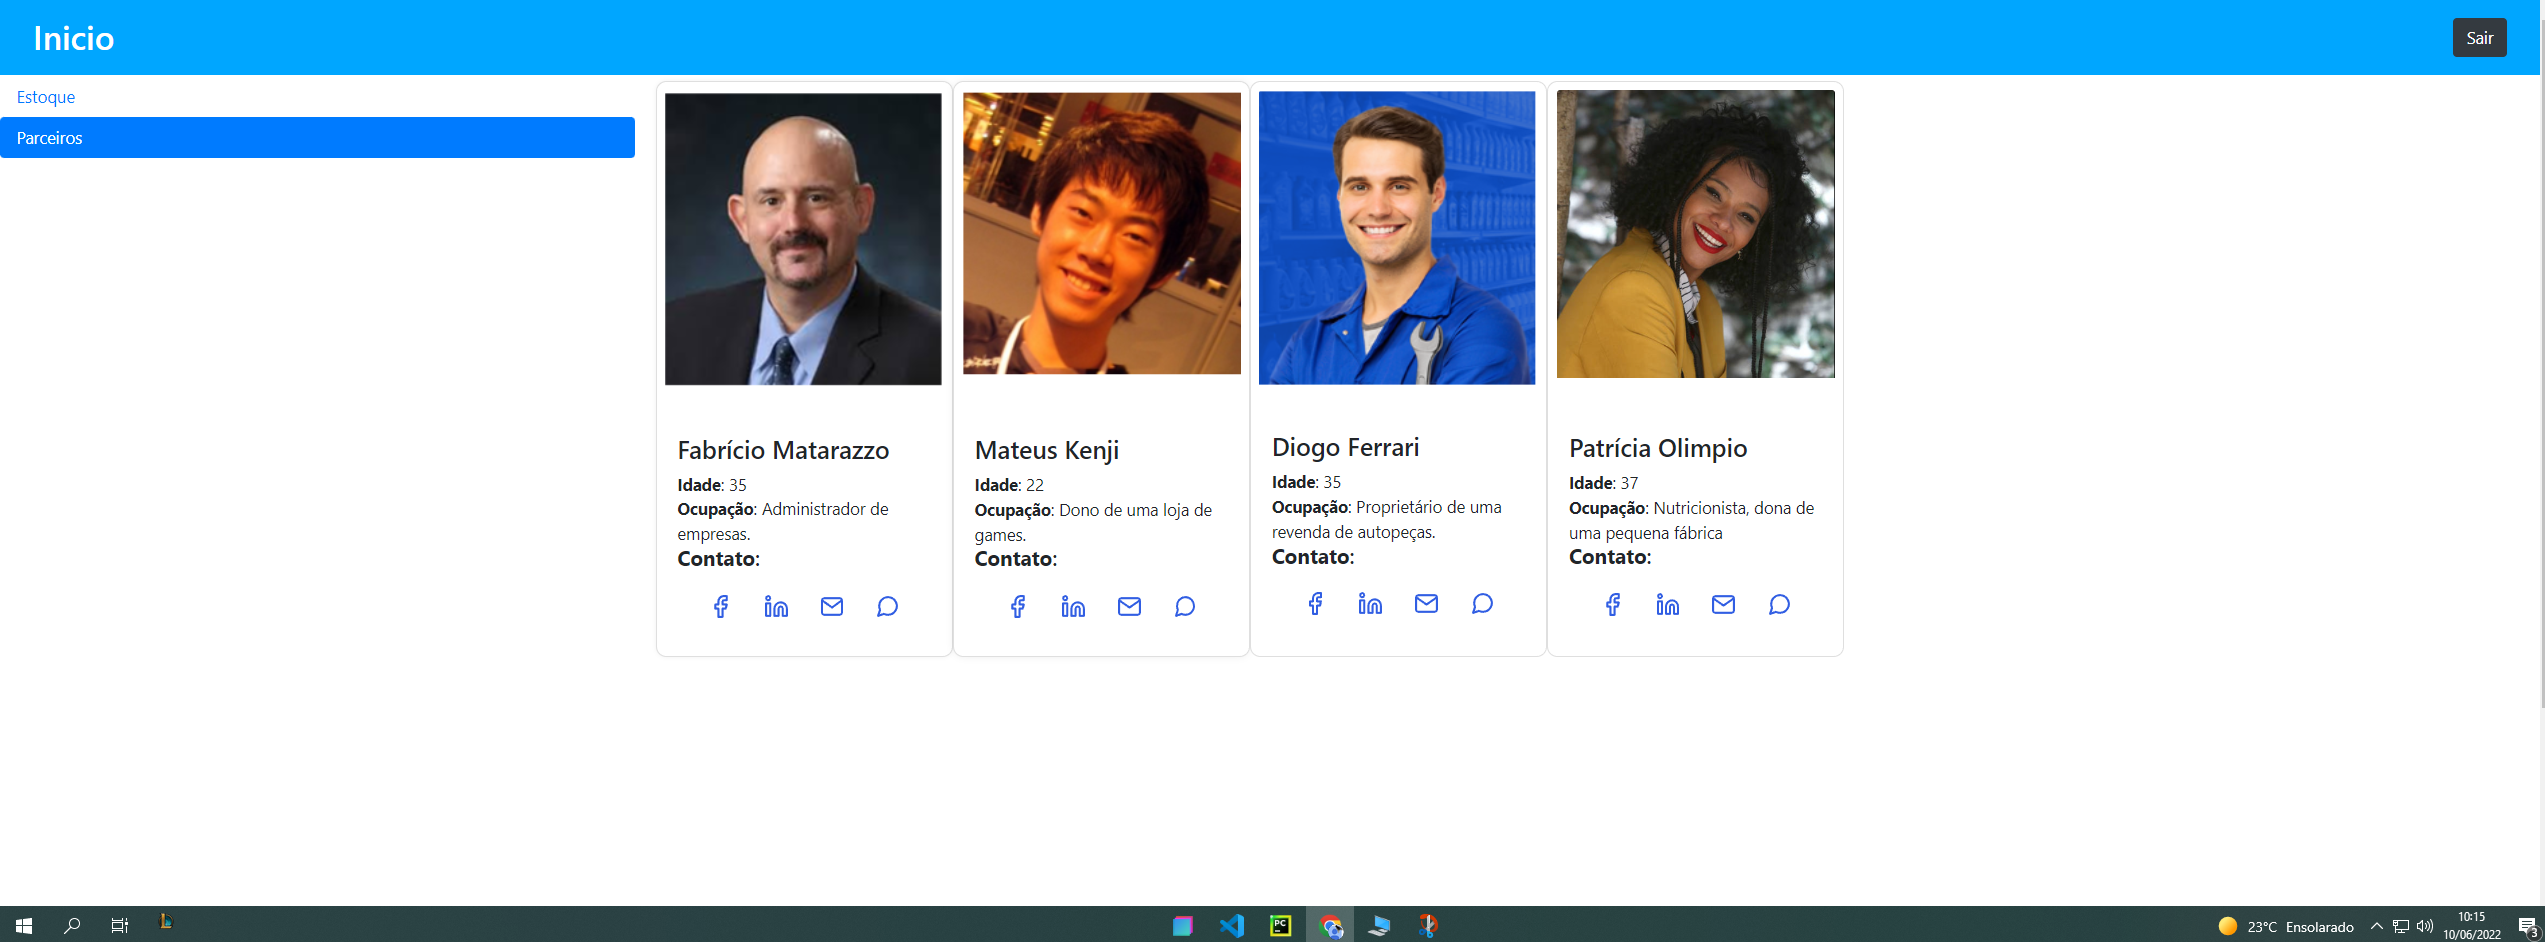 Inicio
Sair
Estoque
Parceiros
Fabrício Matarazzo
Idade: 35
Ocupação: Administrador de
empresas.
Contato:
Mateus Kenji
Idade: 22
Ocupação: Dono de uma loja de
games.
Contato:
Diogo Ferrari
Idade: 35
Ocupação: Proprietário de uma
revenda de autopeças.
Contato:
Patrícia Olimpio
Idade: 37
Ocupação: Nutricionista, dona de
uma pequena fábrica
Contato:
PC
23°C Ensolarado
10:15
10/06/2022
3